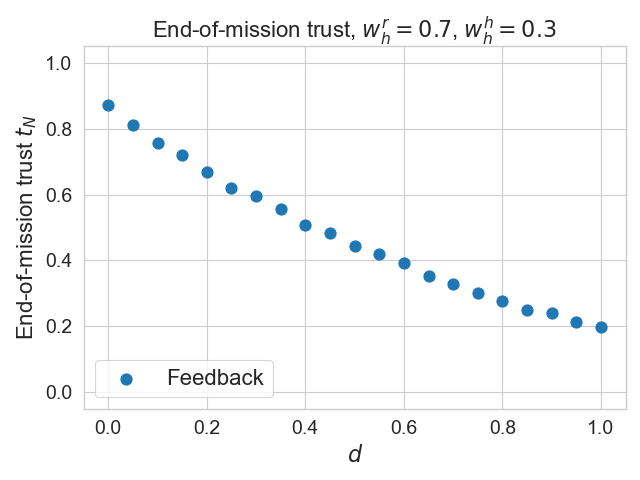 End-of-mission trust, $w_h^r = 0.7$, $w_h^h = 0.3$
End-of-mission trust $t_N$
1.0
0.8
0.6
0.4
0.2
0.0
Feedback
0.0 0.2 0.4 0.6 0.8 1.0
d